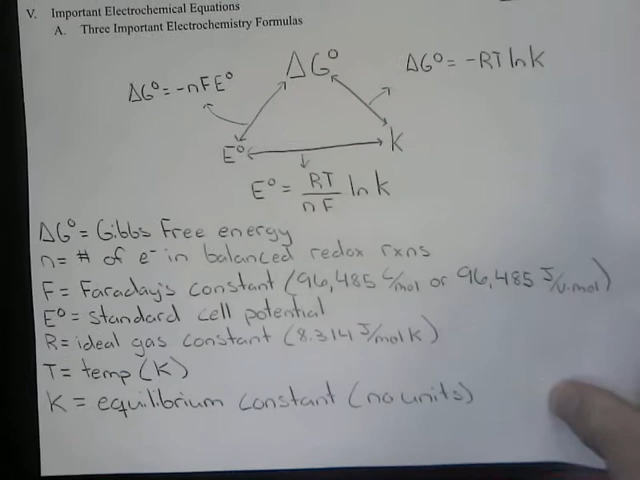 V. Important Electrochemical Equations
A. Three Important Electrochemistry Formulas
ΔG° ΔG° = -RT ln K
ΔG° = -nFE°
E° K
E° = RT/nF ln K
ΔG° = Gibb's Free energy
n = # of e⁻ in balanced redox rxns
F = Faraday's constant (96,485 C/mol or 96,485 J/V·mol)
E° = standard cell potential
R = ideal gas constant (8.314 J/mol K)
T = temp (K)
K = equilibrium constant (no units)